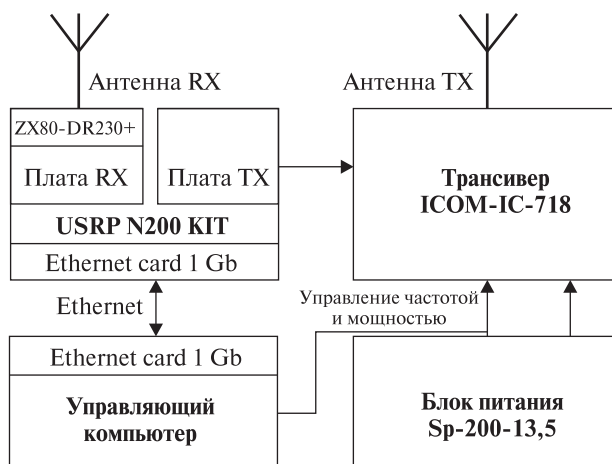 Антенна RX
Антенна TX
ZX80-DR230+
Плата RX
Плата TX
USRP N200 KIT
Ethernet card 1 Gb
Трансивер
ICOM-IC-718
Ethernet
Управление частотой
и мощностью
Ethernet card 1 Gb
Управляющий
компьютер
Блок питания
Sp-200-13,5